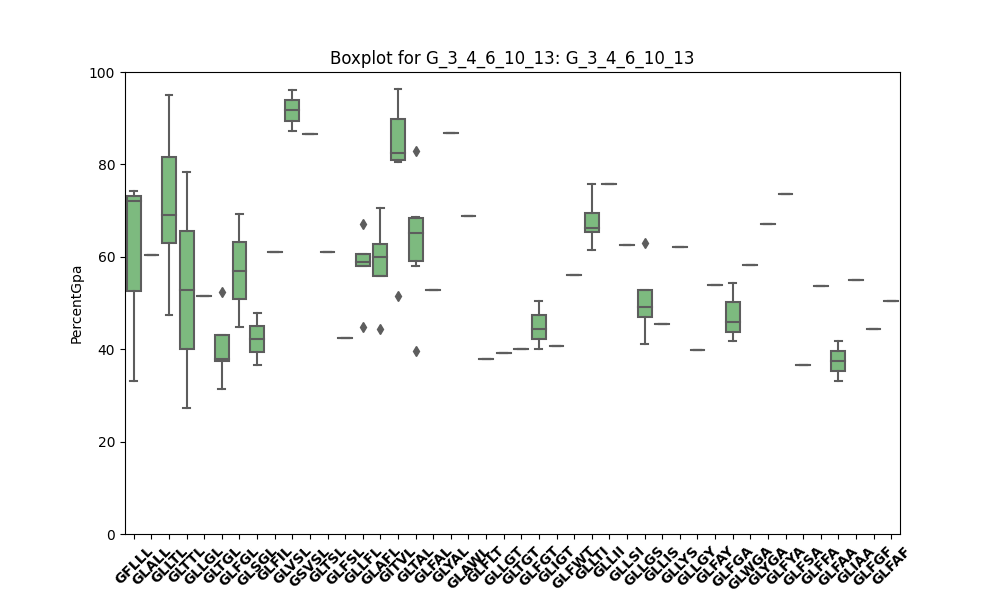 Boxplot for G_3_4_6_10_13: G_3_4_6_10_13
PercentGpa
100
80
60
40
20
0
GFLLL
GLALL
GLLTL
GLTTL
GLLGL
GLTGL
GLFGL
GLSGL
GLFIL
GLVSL
GSVSL
GLTSL
GLFSL
GLLFL
GLAFL
GITVL
GLTAL
GLFAL
GLYAL
GLAWL
GLFLT
GLLGT
GLTGT
GLFGT
GLIGT
GLFWT
GLLTI
GLLII
GLLSI
GLLGS
GLLIS
GLLYS
GLLGY
GLFAY
GLFGA
GLWGA
GLYGA
GLFYA
GLFSA
GLFFA
GLFAA
GLIAA
GLFGF
GLFAF